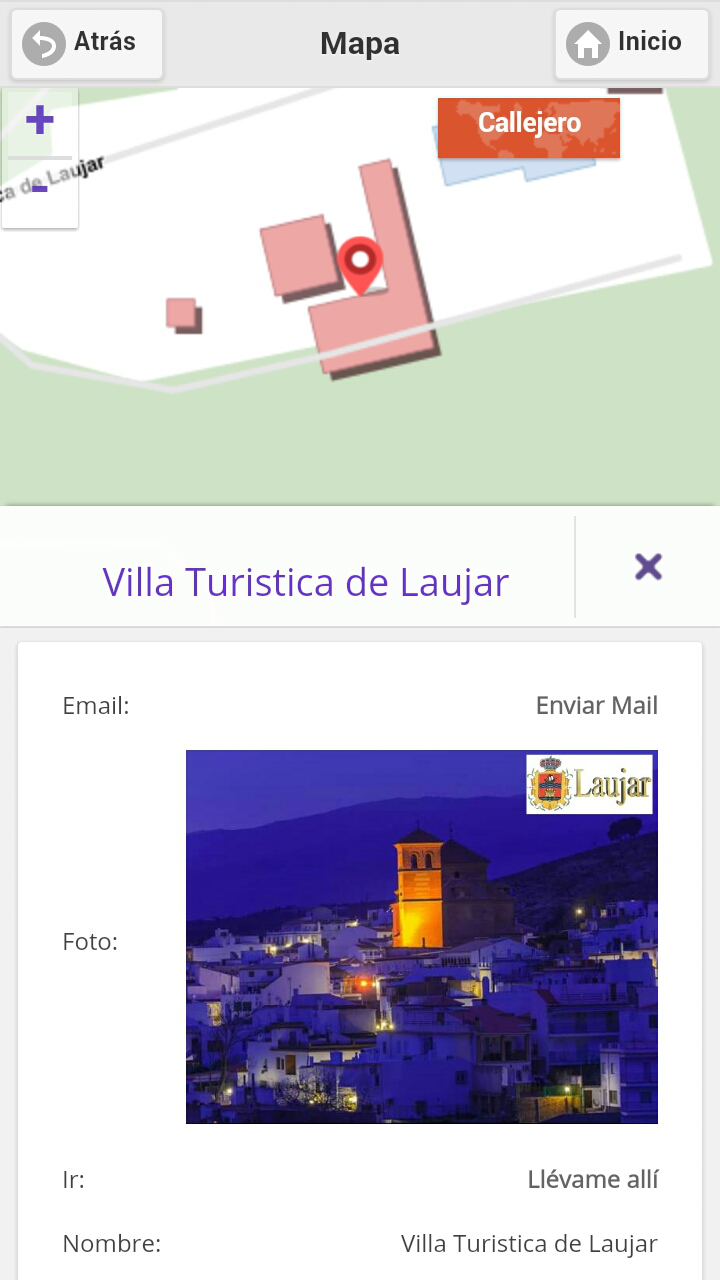 Atrás
Mapa
Inicio
+
Callejero
ca de Laujar
-
Villa Turistica de Laujar
Email:
Enviar Mail
Laujar
Foto:
Ir:
Llévame allí
Nombre:
Villa Turistica de Laujar